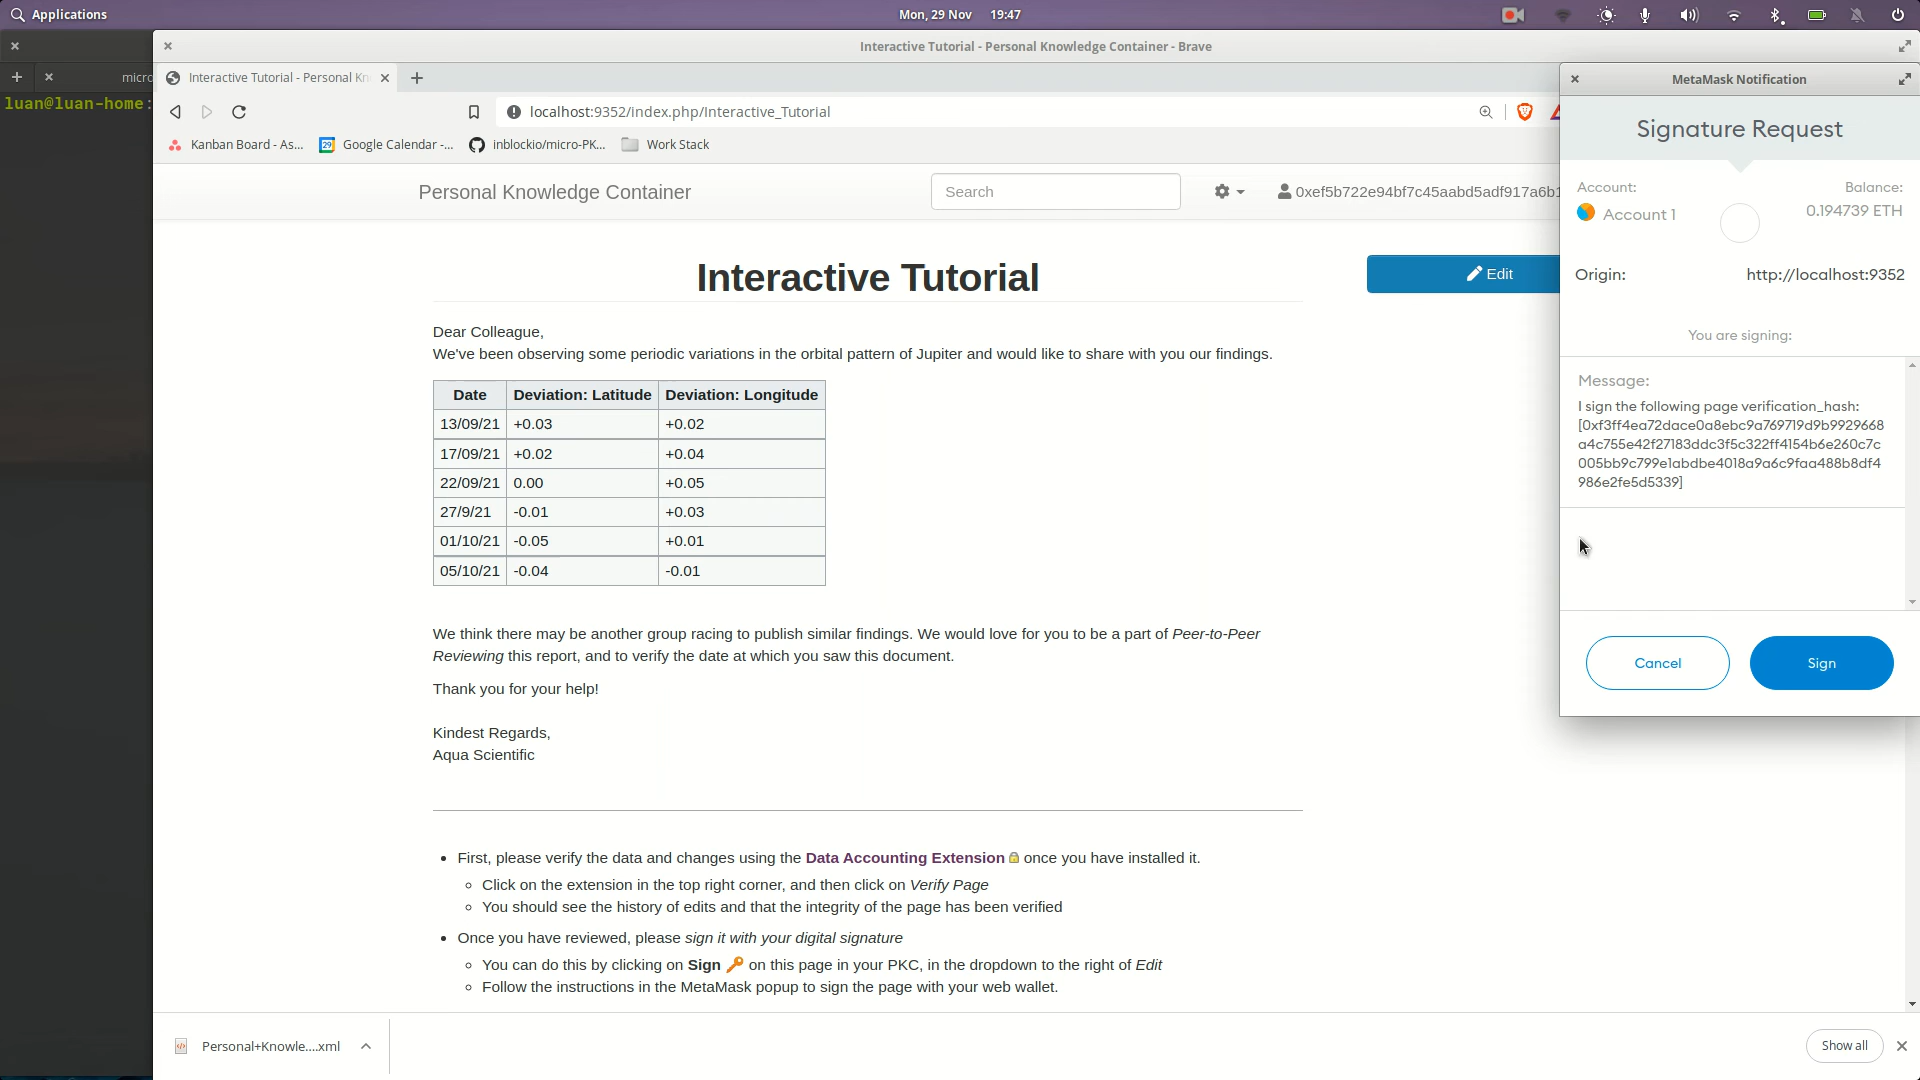 Applications
Mon, 29 Nov 19:47
Interactive Tutorial - Personal Knowledge Container - Brave
micro
Interactive Tutorial - Personal Kn
MetaMask Notification
luan@luan-home:
localhost:9352/index.php/Interactive_Tutorial
Kanban Board - As...
29
Google Calendar -...
inblockio/micro-PK...
Work Stack
Signature Request
Personal Knowledge Container
Search
0xef5b722e94bf7c45aabd5adf917a6b1
Account:
Balance:
Account 1
0.194739 ETH
Origin:
http://localhost:9352
Interactive Tutorial
Edit
You are signing:
Dear Colleague,
We've been observing some periodic variations in the orbital pattern of Jupiter and would like to share with you our findings.
Message:
I sign the following page verification_hash:
[0xf3ff4ea72dace0a8ebc9a769719d9b9929668
a4c755e42f27183ddc3f5c322ff4154b6e260c7c
005bb9c799e1abdbe4018a9a6c9faa488b8df4
986e2fe5d5339]
Date Deviation: Latitude Deviation: Longitude
13/09/21 +0.03 +0.02
17/09/21 +0.02 +0.04
22/09/21 0.00 +0.05
27/9/21 -0.01 +0.03
01/10/21 -0.05 +0.01
05/10/21 -0.04 -0.01
Cancel
Sign
We think there may be another group racing to publish similar findings. We would love for you to be a part of Peer-to-Peer
Reviewing this report, and to verify the date at which you saw this document.
Thank you for your help!
Kindest Regards,
Aqua Scientific
First, please verify the data and changes using the Data Accounting Extension once you have installed it.
Click on the extension in the top right corner, and then click on Verify Page
You should see the history of edits and that the integrity of the page has been verified
Once you have reviewed, please sign it with your digital signature
You can do this by clicking on Sign on this page in your PKC, in the dropdown to the right of Edit
Follow the instructions in the MetaMask popup to sign the page with your web wallet.
Personal+Knowle....xml
Show all